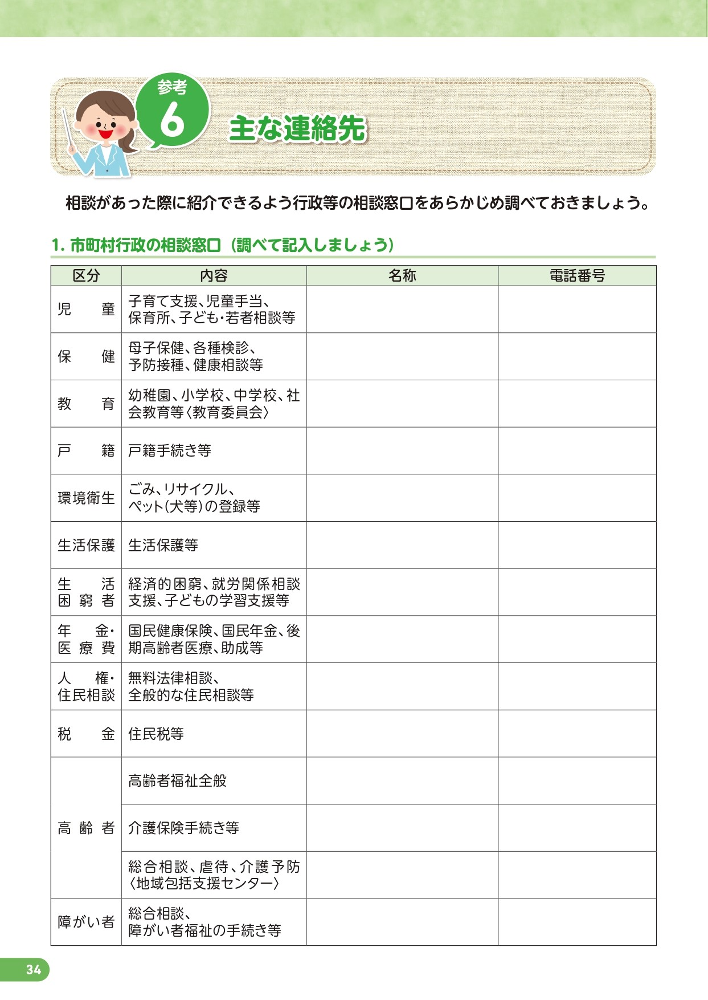 参考
6
主な連絡先
相談があった際に紹介できるよう行政等の相談窓口をあらかじめ調べておきましょう。
1. 市町村行政の相談窓口（調べて記入しましょう）
区分 内容 名称 電話番号
児童 子育て支援、児童手当、
保育所、子ども・若者相談等
保健 母子保健、各種検診、
予防接種、健康相談等
教育 幼稚園、小学校、中学校、社
会教育等〈教育委員会〉
戸籍 戸籍手続き等
環境衛生 ごみ、リサイクル、
ペット(犬等)の登録等
生活保護 生活保護等
生活 経済的困窮、就労関係相談
困窮者 支援、子どもの学習支援等
年金・ 国民健康保険、国民年金、後
医療費 期高齢者医療、助成等
人権・ 無料法律相談、
住民相談 全般的な住民相談等
税金 住民税等
高齢者福祉全般
高齢者 介護保険手続き等
総合相談、虐待、介護予防
〈地域包括支援センター〉
障がい者 総合相談、
障がい者福祉の手続き等
34